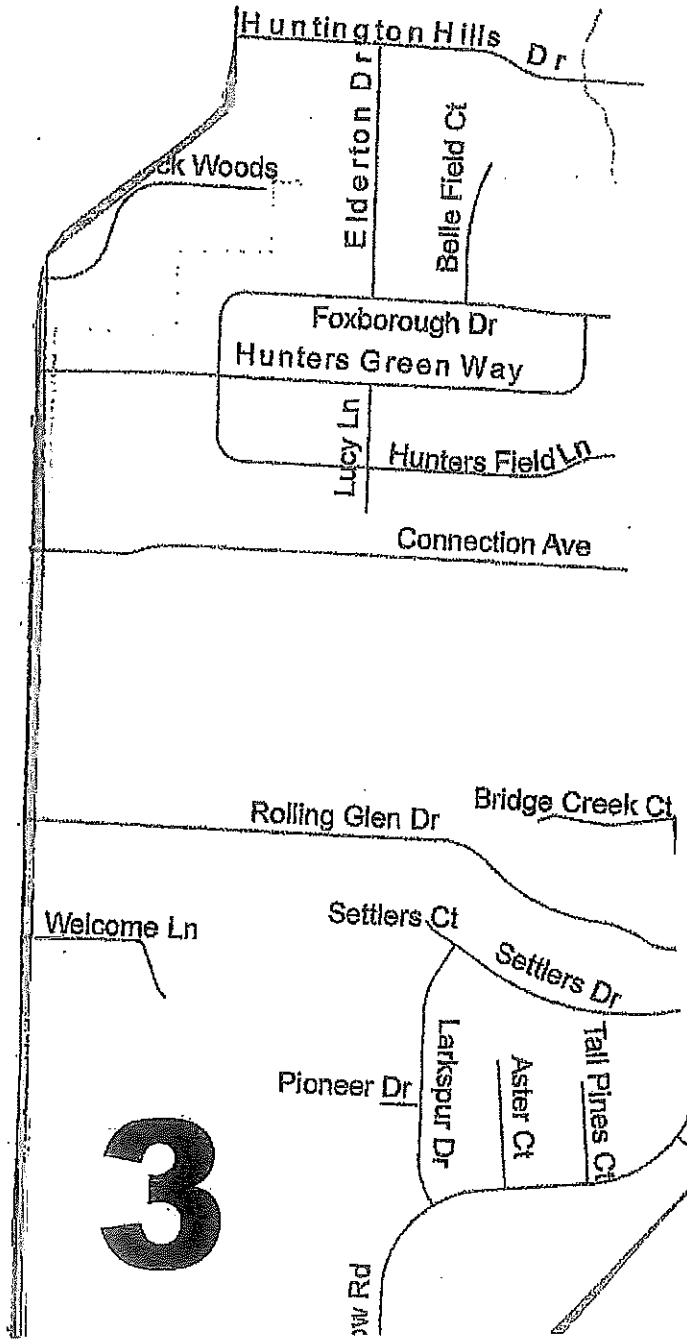 Huntington Hills Dr
Elderton Dr
Belle Field Ct
Woods
Foxborough Dr
Hunters Green Way
Lucy Ln
Hunters Field Ln
Connection Ave
Rolling Glen Dr
Bridge Creek Ct
Welcome Ln
Settlers Ct
Settlers Dr
Larkspur Dr
Aster Ct
Tall Pines Ct
Pioneer Dr
3
Rd